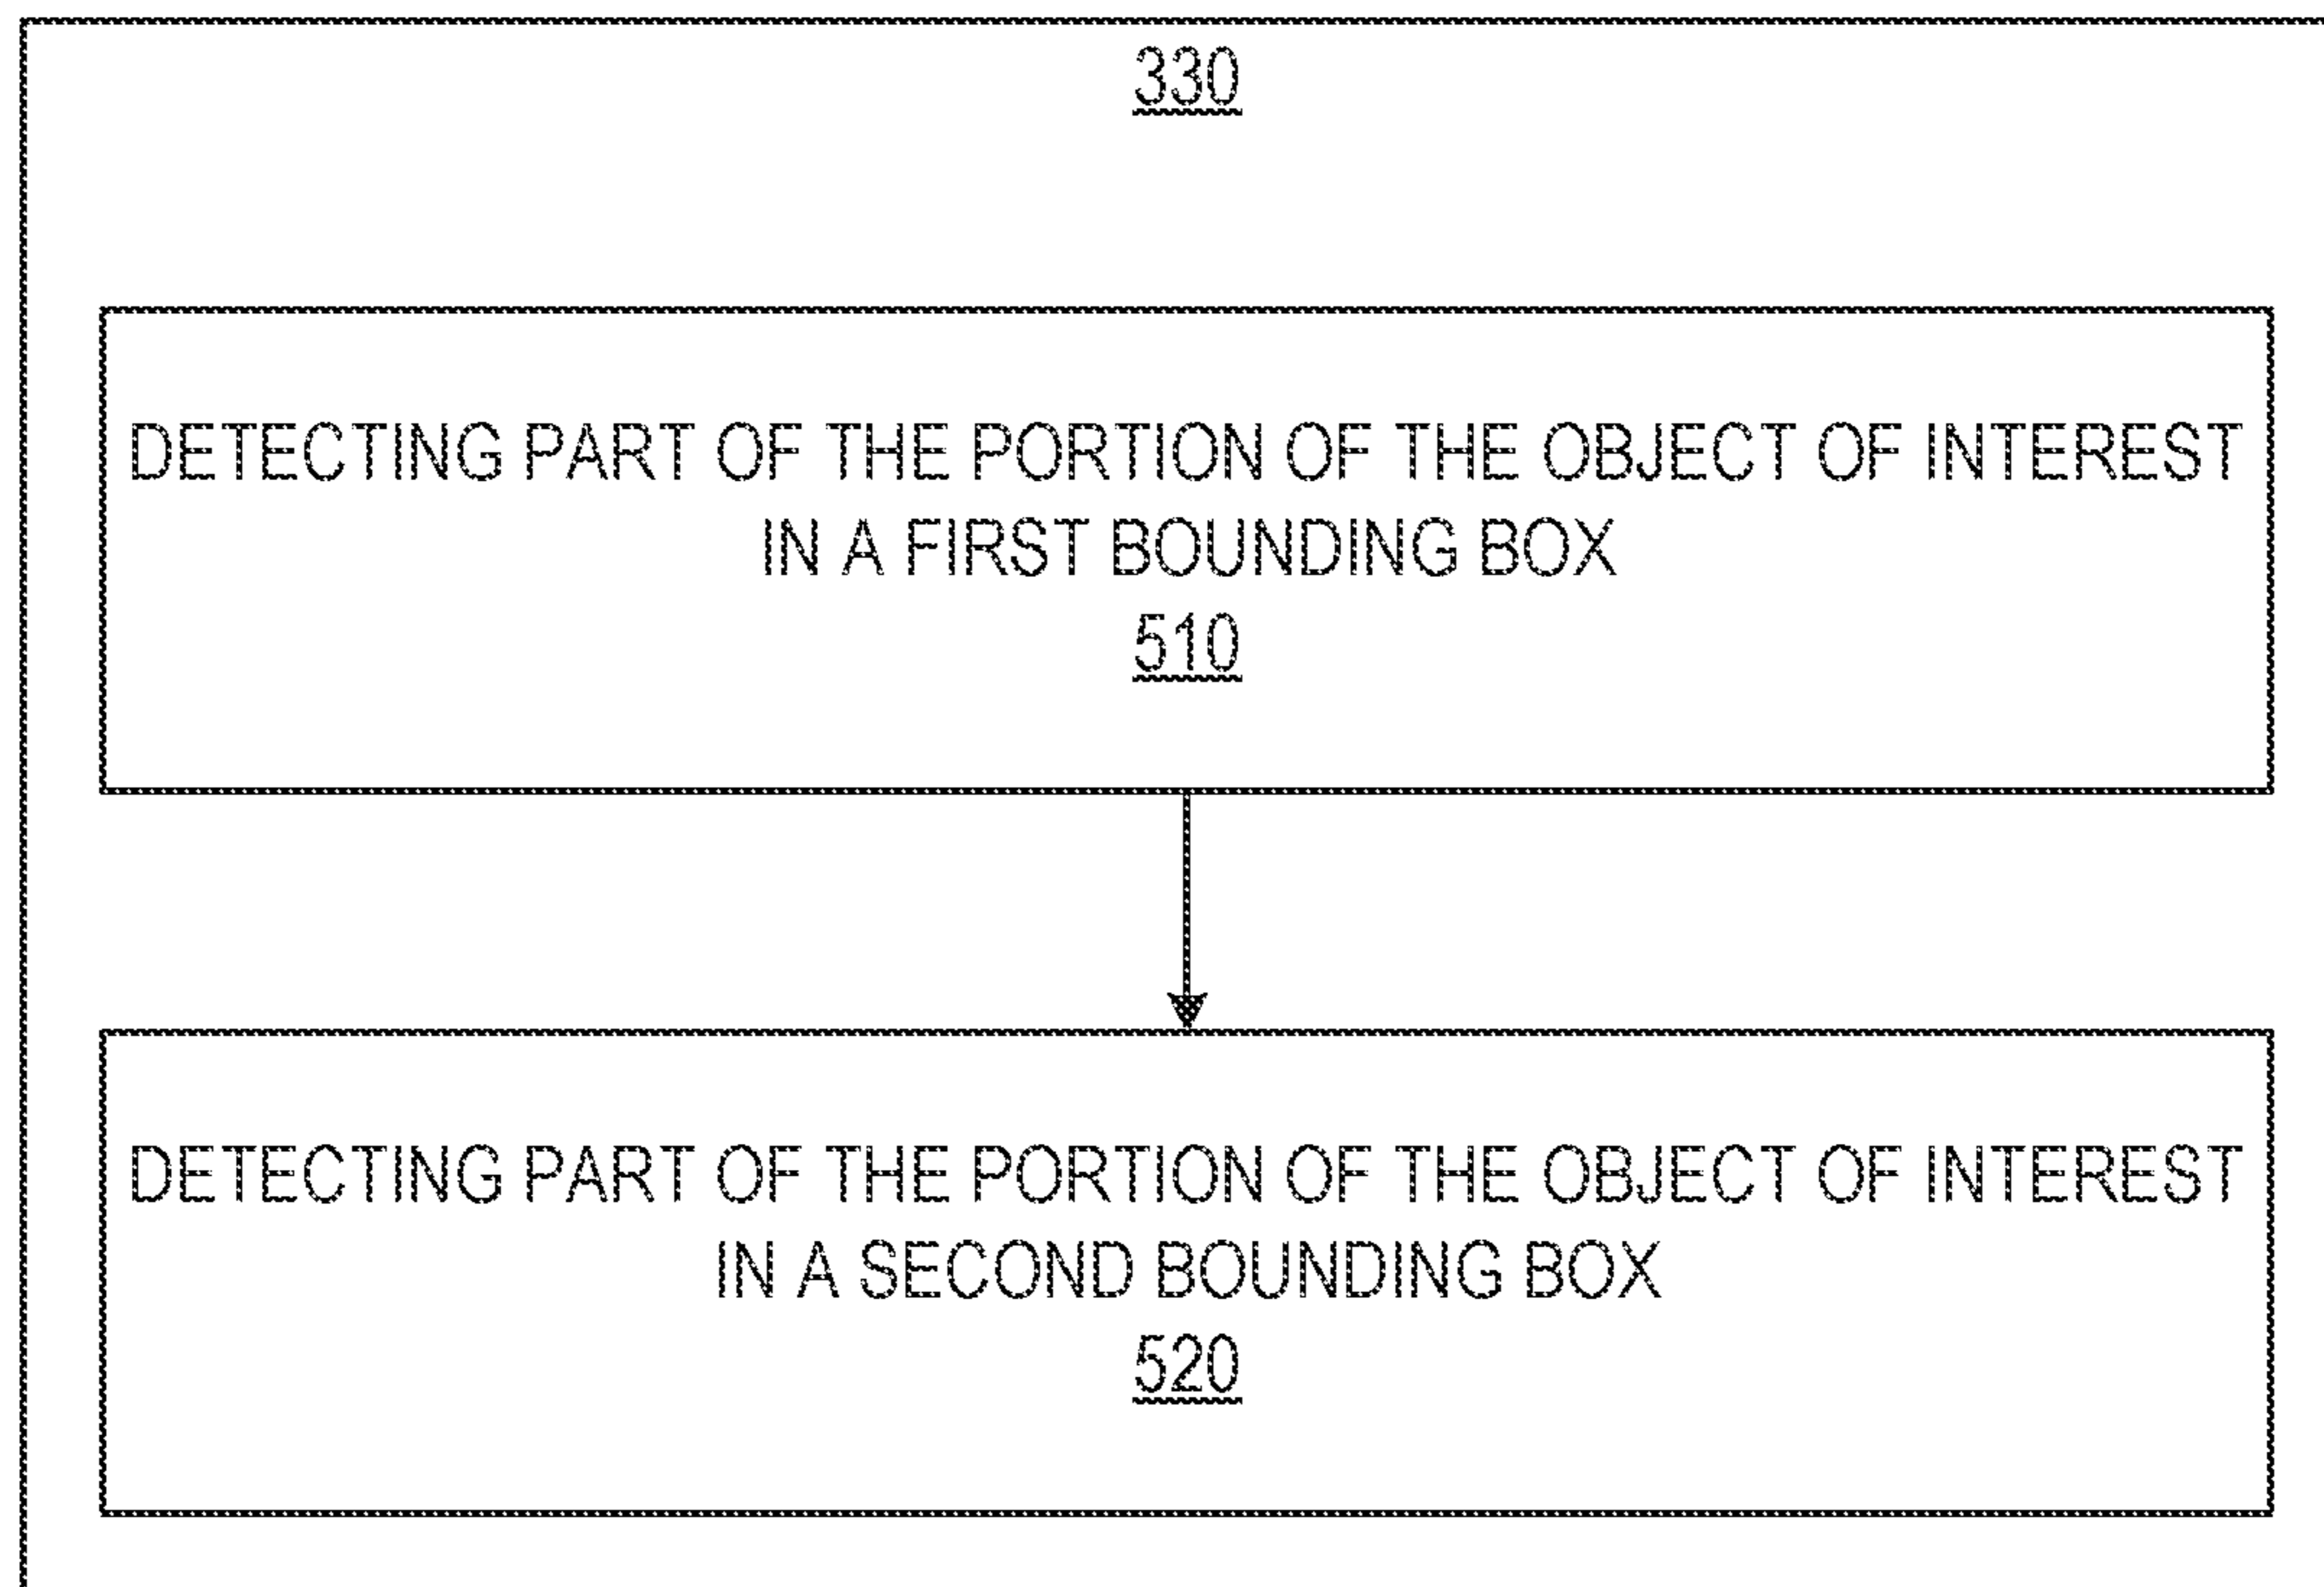 330
DETECTING PART OF THE PORTION OF THE OBJECT OF INTEREST
IN A FIRST BOUNDING BOX
510
DETECTING PART OF THE PORTION OF THE OBJECT OF INTEREST
IN A SECOND BOUNDING BOX
520